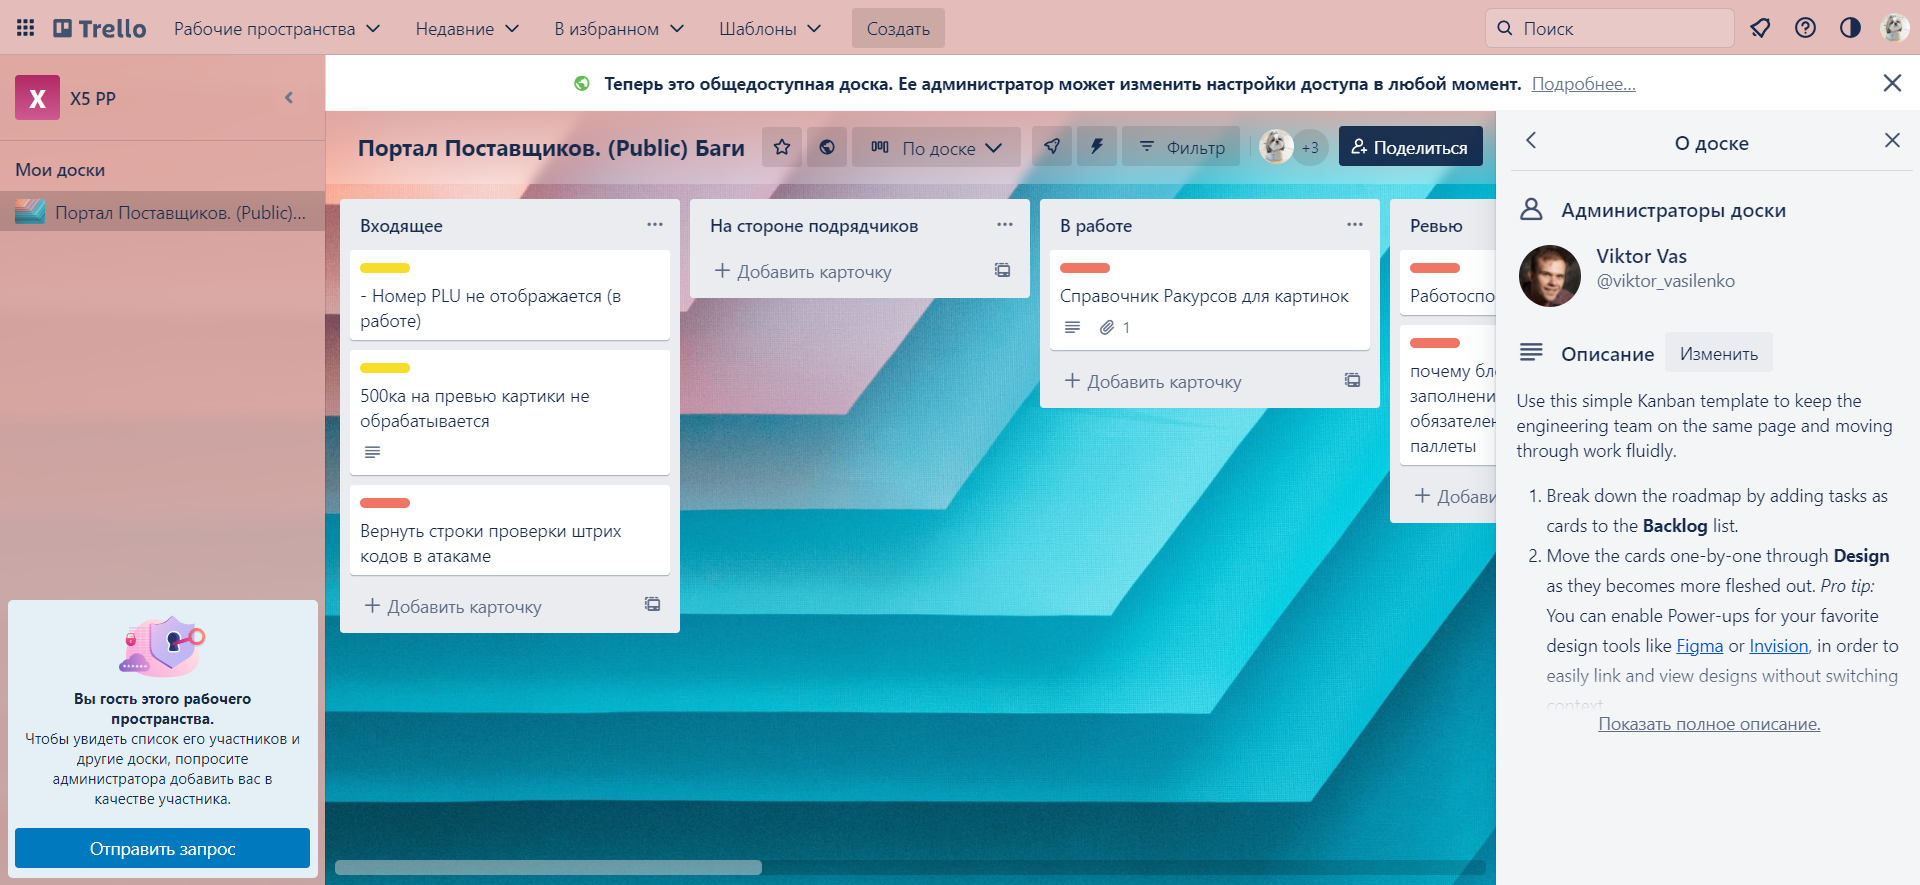 Trello
Рабочие пространства
Недавние
В избранном
Шаблоны
Создать
Поиск
X
X5 PP
Мои доски
Портал Поставщиков. (Public)...
Вы гость этого рабочего
пространства.
Чтобы увидеть список его участников и
другие доски, попросите
администратора добавить вас в
качестве участника.
Отправить запрос
Теперь это общедоступная доска. Ее администратор может изменить настройки доступа в любой момент. Подробнее...
Портал Поставщиков. (Public) Баги
По доске
Фильтр
+3
Поделиться
Входящее
- Номер PLU не отображается (в
работе)
500ка на превью картики не
обрабатывается
Вернуть строки проверки штрих
кодов в атакаме
Добавить карточку
На стороне подрядчиков
Добавить карточку
В работе
Справочник Ракурсов для картинок
1
Добавить карточку
Ревью
Работоспо
почему бл
заполнени
обязателен
паллеты
Добави
О доске
Администраторы доски
Viktor Vas
@viktor_vasilenko
Описание
Изменить
Use this simple Kanban template to keep the
engineering team on the same page and moving
through work fluidly.
1. Break down the roadmap by adding tasks as
cards to the Backlog list.
2. Move the cards one-by-one through Design
as they becomes more fleshed out. Pro tip:
You can enable Power-ups for your favorite
design tools like Figma or Invision, in order to
easily link and view designs without switching
context.
Показать полное описание.